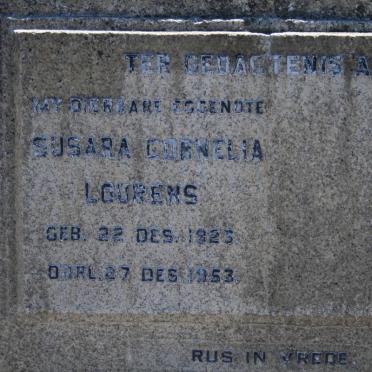 TER GEDAGTENIS A
MY DIERBARE EGGENOTE
SUSARA CORNELIA
LOURENS
GEB. 22 DES. 1923
OORL. 27 DES 1953.
RUS IN VREDE.